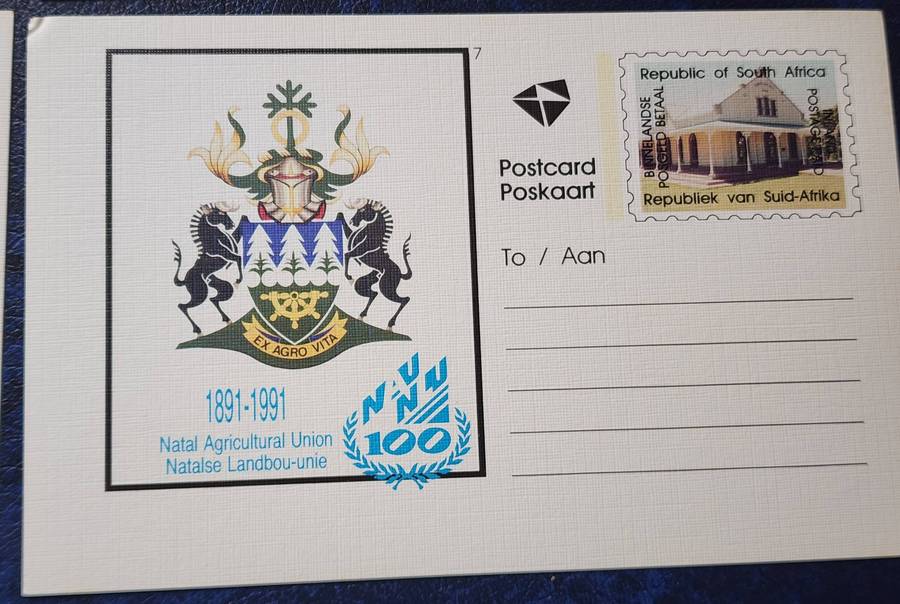 7
EX AGRO VITA
1891-1991
Natal Agricultural Union
Natalse Landbou-unie
NAU
NLU
100
Postcard
Poskaart
Republic of South Africa
BINNELANDSE
POSGELD BETAAL
INLAND
POSTAGE PAID
Republiek van Suid-Afrika
To / Aan